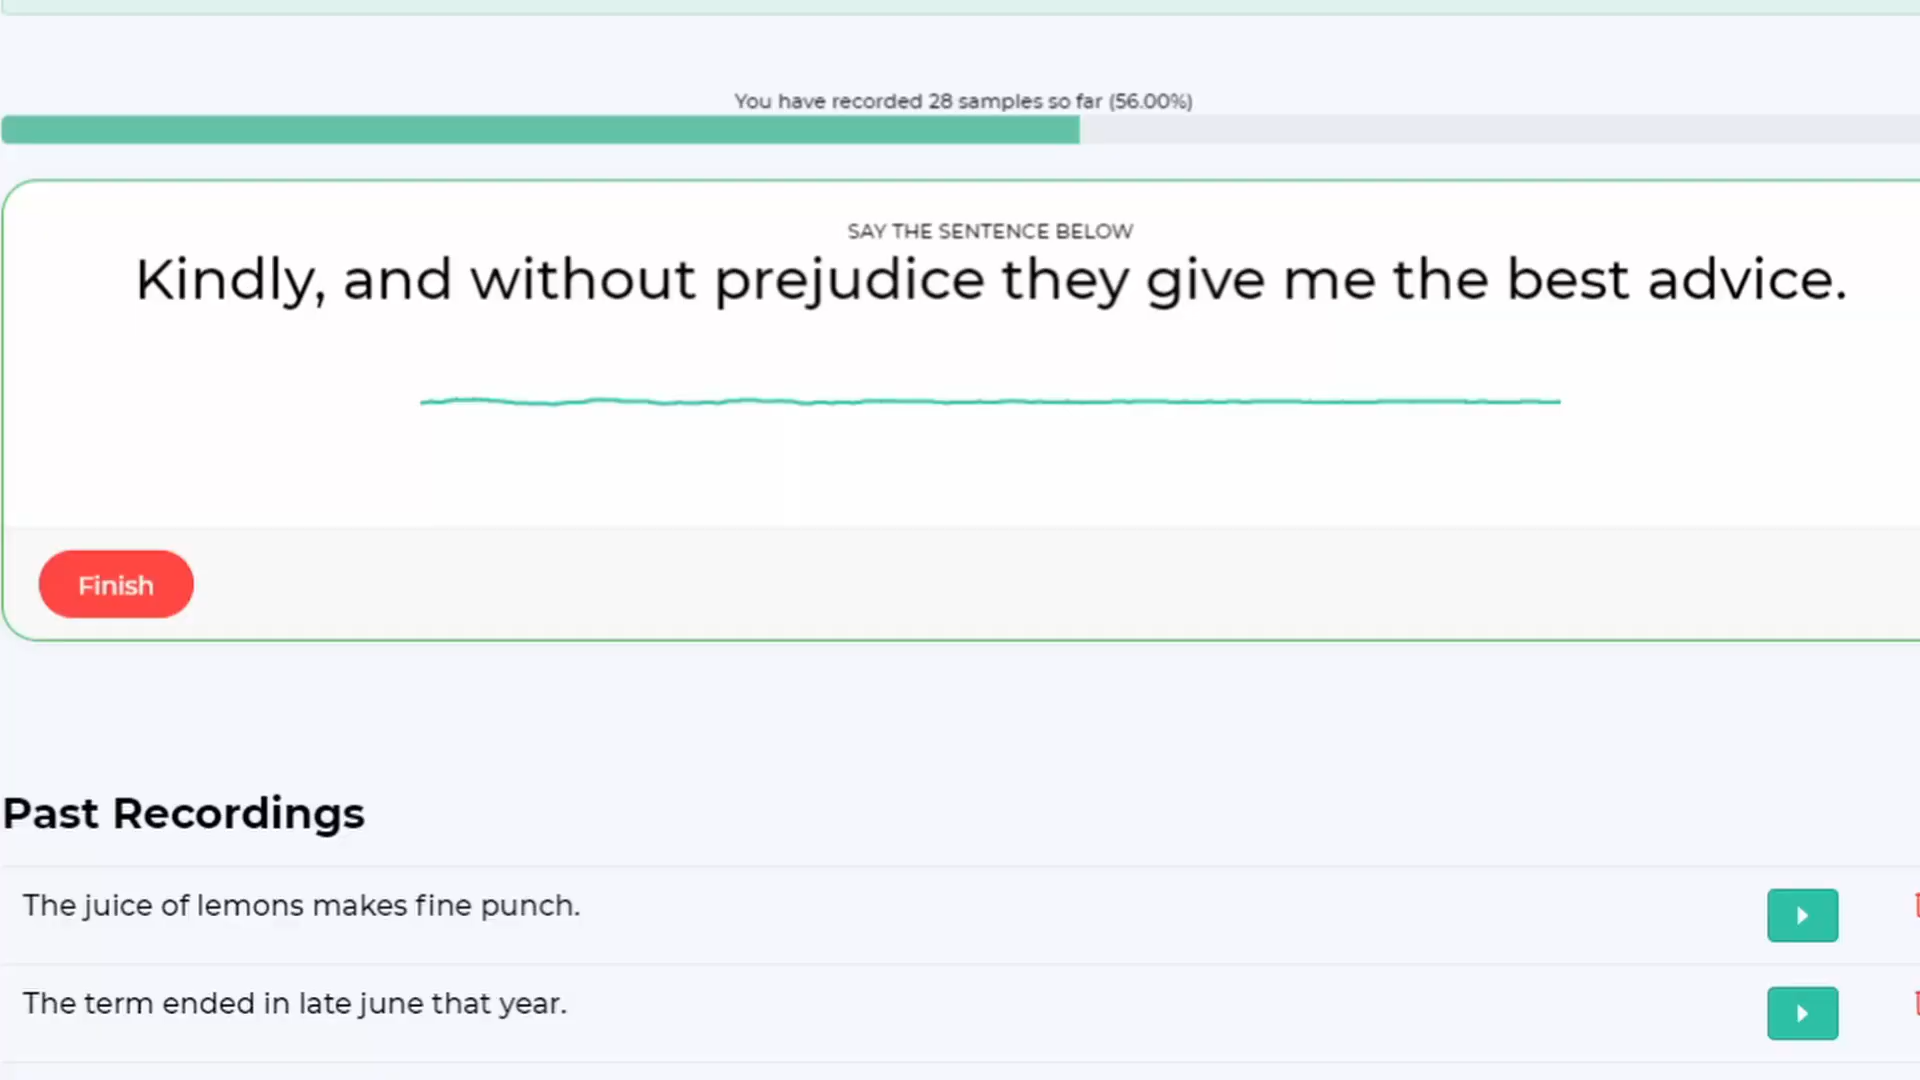 You have recorded 28 samples so far (56.00%)
SAY THE SENTENCE BELOW
Kindly, and without prejudice they give me the best advice.
Finish
Past Recordings
The juice of lemons makes fine punch.
The term ended in late june that year.